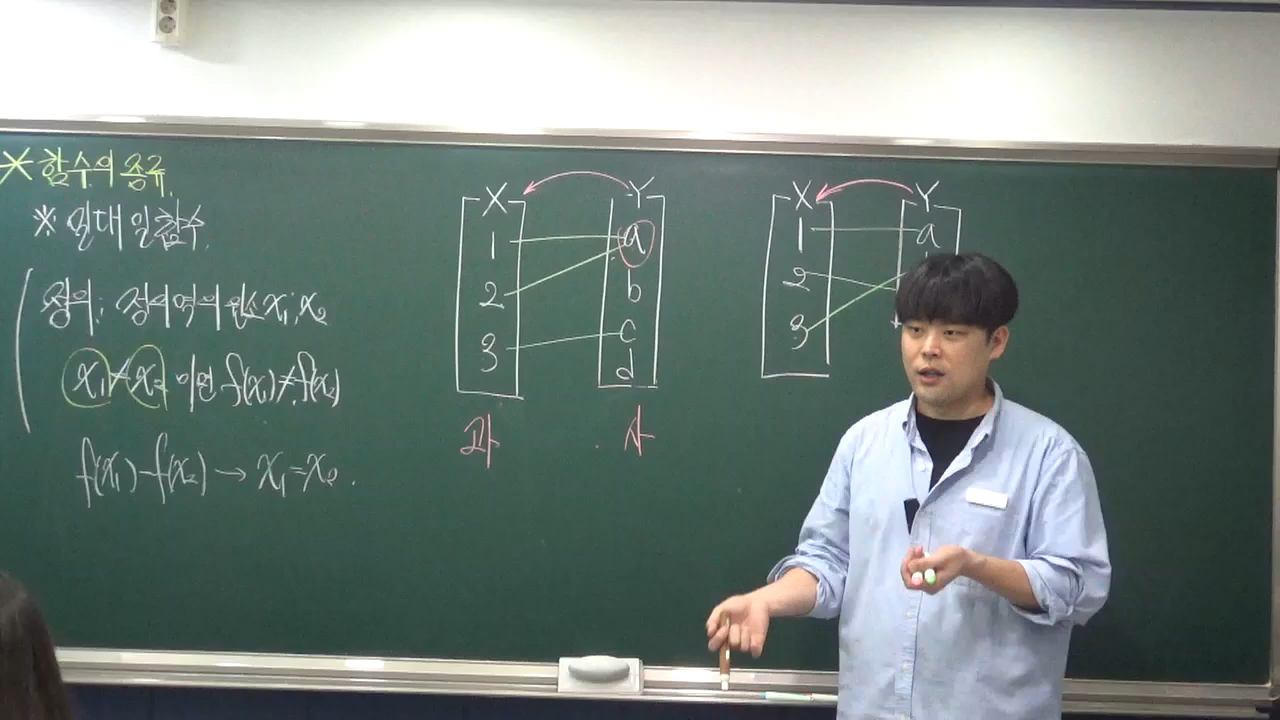 * 함수의 종류.
※ 일대일함수.
정의: 정의역의 원소 x₁, x₂
x₁≠x₂ 이면 f(x₁)≠f(x₂)
f(x₁)=f(x₂) → x₁=x₂.
X Y
1 a
2 b
3 c
d
과 사
X Y
1 a
2
3